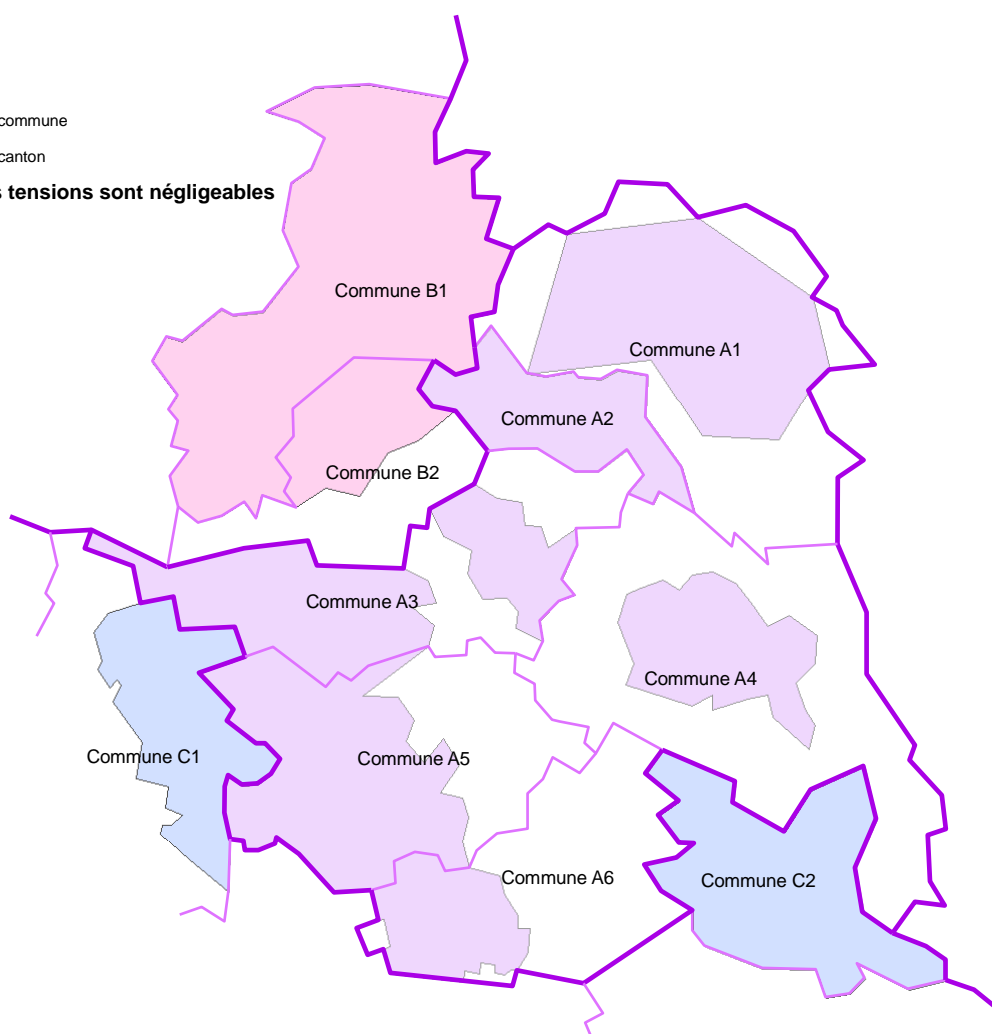 commune
canton
tensions sont négligeables
Commune B1
Commune A1
Commune A2
Commune B2
Commune A3
Commune A4
Commune C1
Commune A5
Commune A6
Commune C2